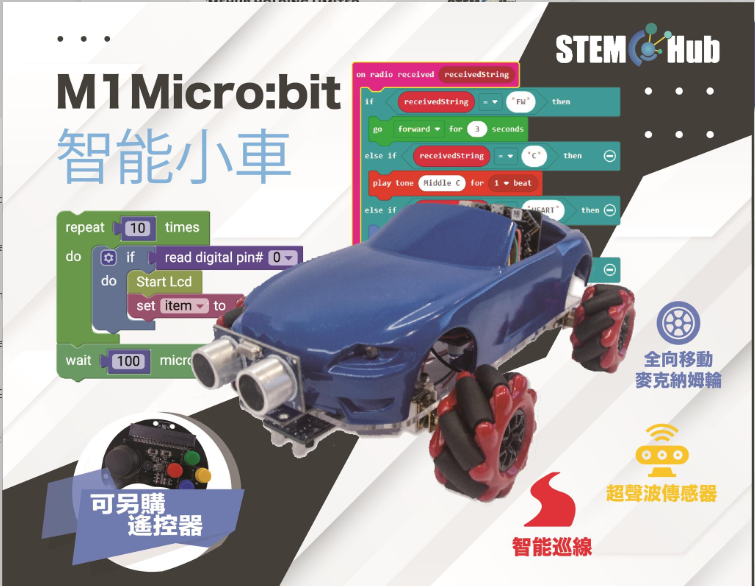 STEM Hub
M1Micro:bit
智能小車
on radio received receivedString
if receivedString = "FW" then
go forward for 3 seconds
else if receivedString = "C" then
play tone Middle C for 1 beat
else if "HEART" then
repeat 10 times
do if read digital pin# 0
do Start Lcd
set item to
wait 100 micro
全向移動
麥克納姆輪
超聲波傳感器
智能巡線
可另購
遙控器